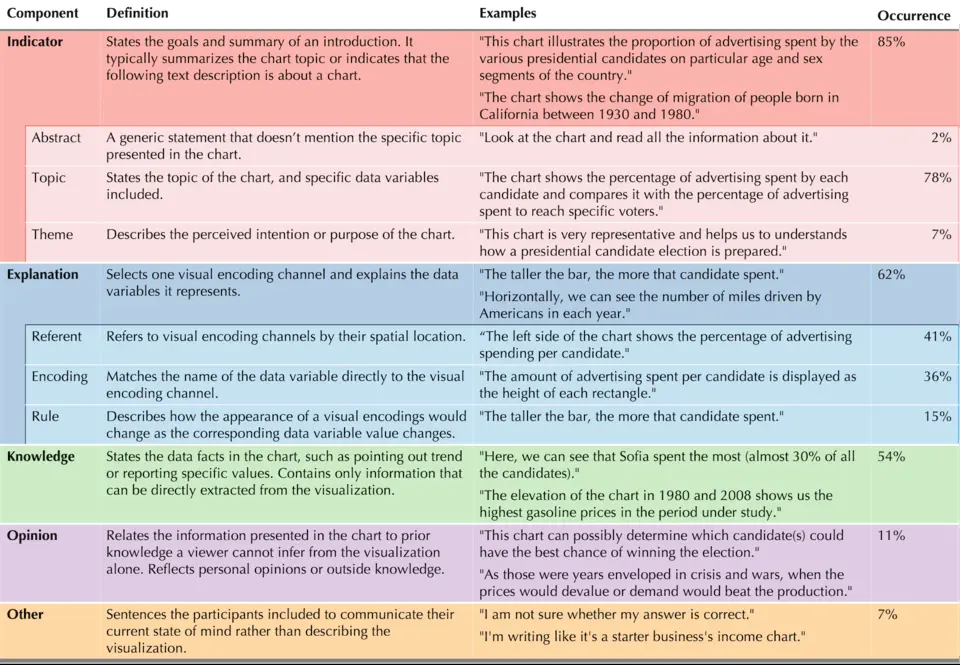 Component Definition Examples Occurrence
Indicator States the goals and summary of an introduction. It "This chart illustrates the proportion of advertising spent by the 85%
typically summarizes the chart topic or indicates that the various presidential candidates on particular age and sex
following text description is about a chart. segments of the country."
"The chart shows the change of migration of people born in
California between 1930 and 1980."
Abstract A generic statement that doesn't mention the specific topic "Look at the chart and read all the information about it." 2%
presented in the chart.
Topic States the topic of the chart, and specific data variables "The chart shows the percentage of advertising spent by each 78%
included. candidate and compares it with the percentage of advertising
spent to reach specific voters."
Theme Describes the perceived intention or purpose of the chart. "This chart is very representative and helps us to understands 7%
how a presidential candidate election is prepared."
Explanation Selects one visual encoding channel and explains the data "The taller the bar, the more that candidate spent." 62%
variables it represents. "Horizontally, we can see the number of miles driven by
Americans in each year."
Referent Refers to visual encoding channels by their spatial location. “The left side of the chart shows the percentage of advertising 41%
spending per candidate."
Encoding Matches the name of the data variable directly to the visual "The amount of advertising spent per candidate is displayed as 36%
encoding channel. the height of each rectangle."
Rule Describes how the appearance of a visual encodings would "The taller the bar, the more that candidate spent." 15%
change as the corresponding data variable value changes.
Knowledge States the data facts in the chart, such as pointing out trend "Here, we can see that Sofia spent the most (almost 30% of all 54%
or reporting specific values. Contains only information that the candidates)."
can be directly extracted from the visualization. "The elevation of the chart in 1980 and 2008 shows us the
highest gasoline prices in the period under study."
Opinion Relates the information presented in the chart to prior "This chart can possibly determine which candidate(s) could 11%
knowledge a viewer cannot infer from the visualization have the best chance of winning the election."
alone. Reflects personal opinions or outside knowledge. "As those were years enveloped in crisis and wars, when the
prices would devalue or demand would beat the production."
Other Sentences the participants included to communicate their "I am not sure whether my answer is correct." 7%
current state of mind rather than describing the "I'm writing like it's a starter business's income chart."
visualization.